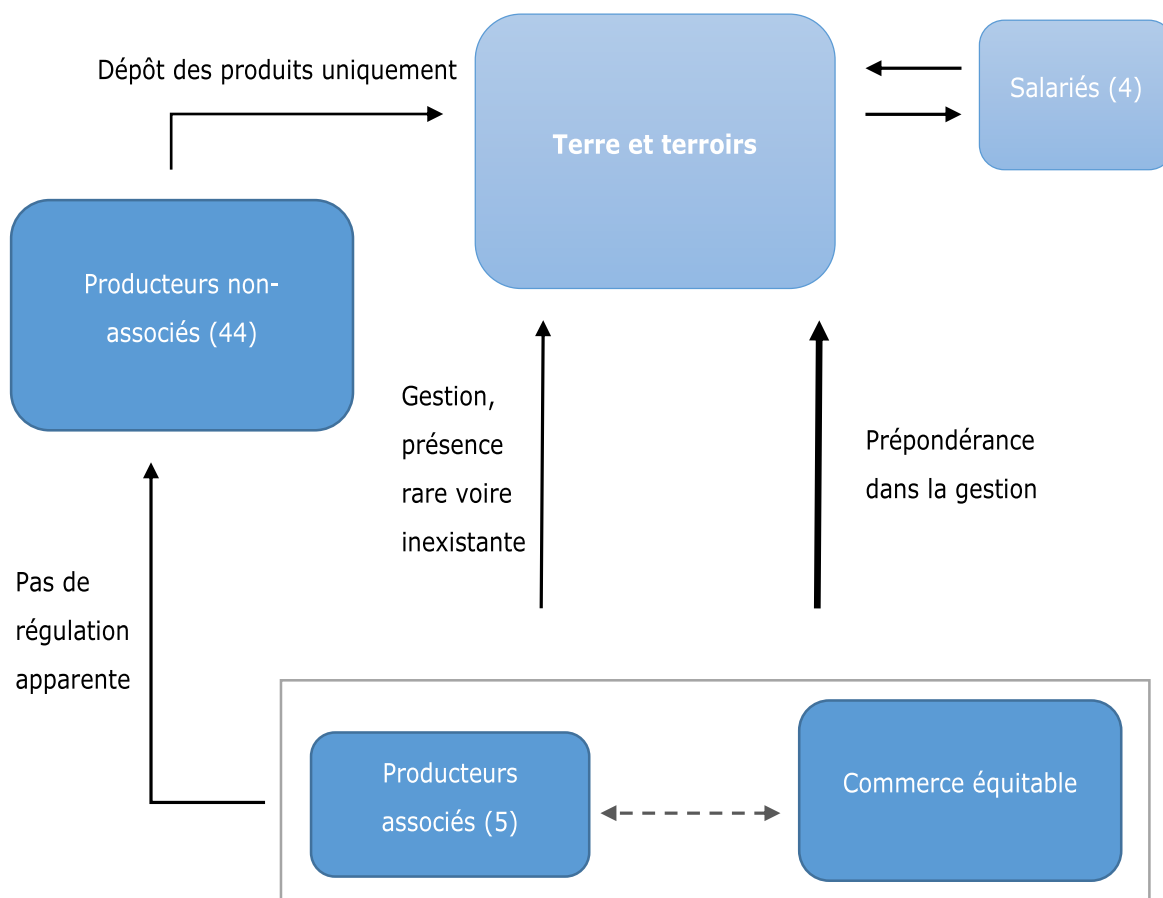 Dépôt des produits uniquement
Terre et terroirs
Salariés (4)
Producteurs non-
associés (44)
Gestion,
présence
rare voire
inexistante
Prépondérance
dans la gestion
Pas de
régulation
apparente
Producteurs
associés (5)
Commerce équitable